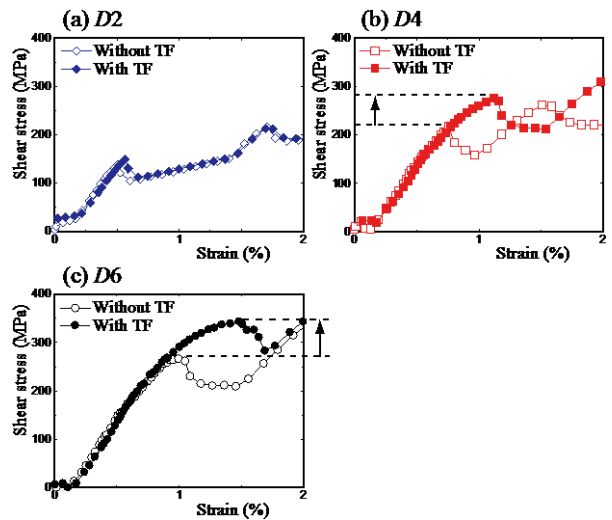 (a) D2
Shear stress (MPa)
400
300
200
100
0
Without TF
With TF
0
1
2
Strain (%)
(b) D4
Shear stress (MPa)
400
300
200
100
0
Without TF
With TF
0
1
2
Strain (%)
(c) D6
Shear stress (MPa)
400
300
200
100
0
Without TF
With TF
0
1
2
Strain (%)